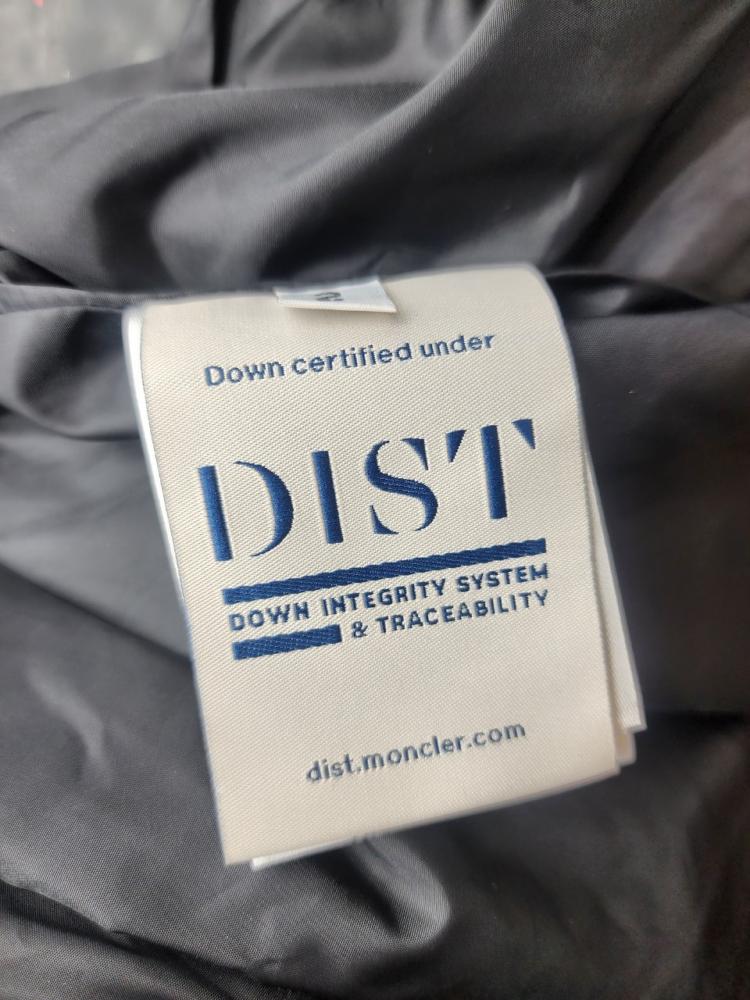 Down certified under
DIST
DOWN INTEGRITY SYSTEM
& TRACEABILITY
dist.moncler.com